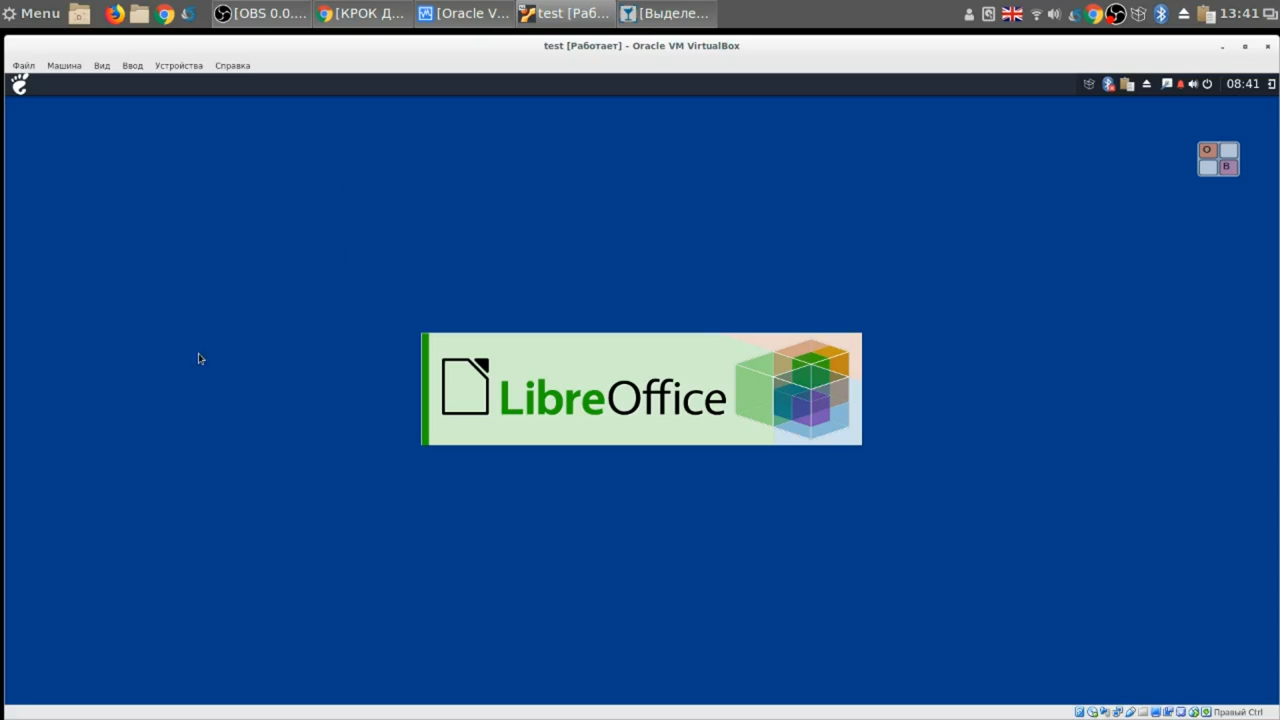 Menu [OBS 0.0.... [КРОК Д... [Oracle V... test [Раб... [Выделе... 13:41
test [Работает] - Oracle VM VirtualBox
Файл Машина Вид Ввод Устройства Справка
08:41
O
B
LibreOffice
Правый Ctrl